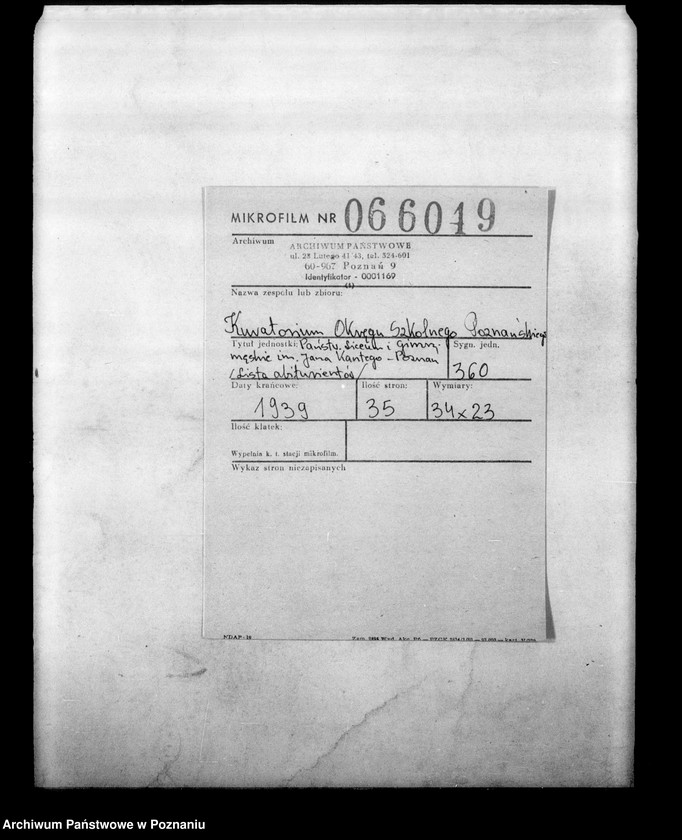 MIKROFILM NR 066019
Archiwum
ARCHIWUM PAŃSTWOWE
ul. 23 Lutego 41/43, tel. 524-601
60-967 Poznań 9
Identyfikator - 0001169
Nazwa zespołu lub zbioru:
Kuratorium Okręgu Szkolnego Poznańskiego
Tytuł jednostki: Państw. Liceum i Gimn.
męskie im. Jana Kantego - Poznań
/Lista abiturientów/
Sygn. jedn.
360
Daty krańcowe: Ilość stron: Wymiary:
1939 35 34x23
Ilość klatek:
Wypełnia k. t. stacji mikrofilm.
Wykaz stron niezapisanych
NDAP-18
Archiwum Państwowe w Poznaniu